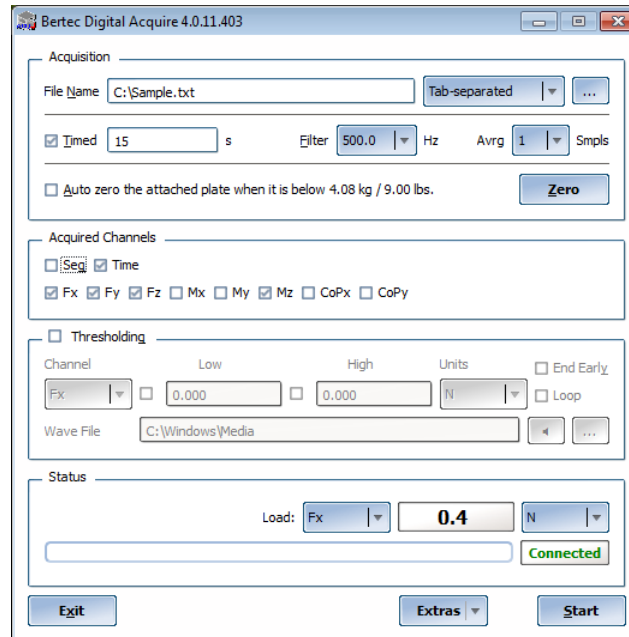 Bertec Digital Acquire 4.0.11.403
Acquisition
File Name C:\Sample.txt Tab-separated ...
Timed 15 s Filter 500.0 Hz Avrg 1 Smpls
Auto zero the attached plate when it is below 4.08 kg / 9.00 lbs. Zero
Acquired Channels
Seq Time
Fx Fy Fz Mx My Mz CoPx CoPy
Thresholding
Channel Low High Units End Early
Fx 0.000 0.000 N Loop
Wave File C:\Windows\Media ...
Status
Load: Fx 0.4 N
Connected
Exit Extras Start